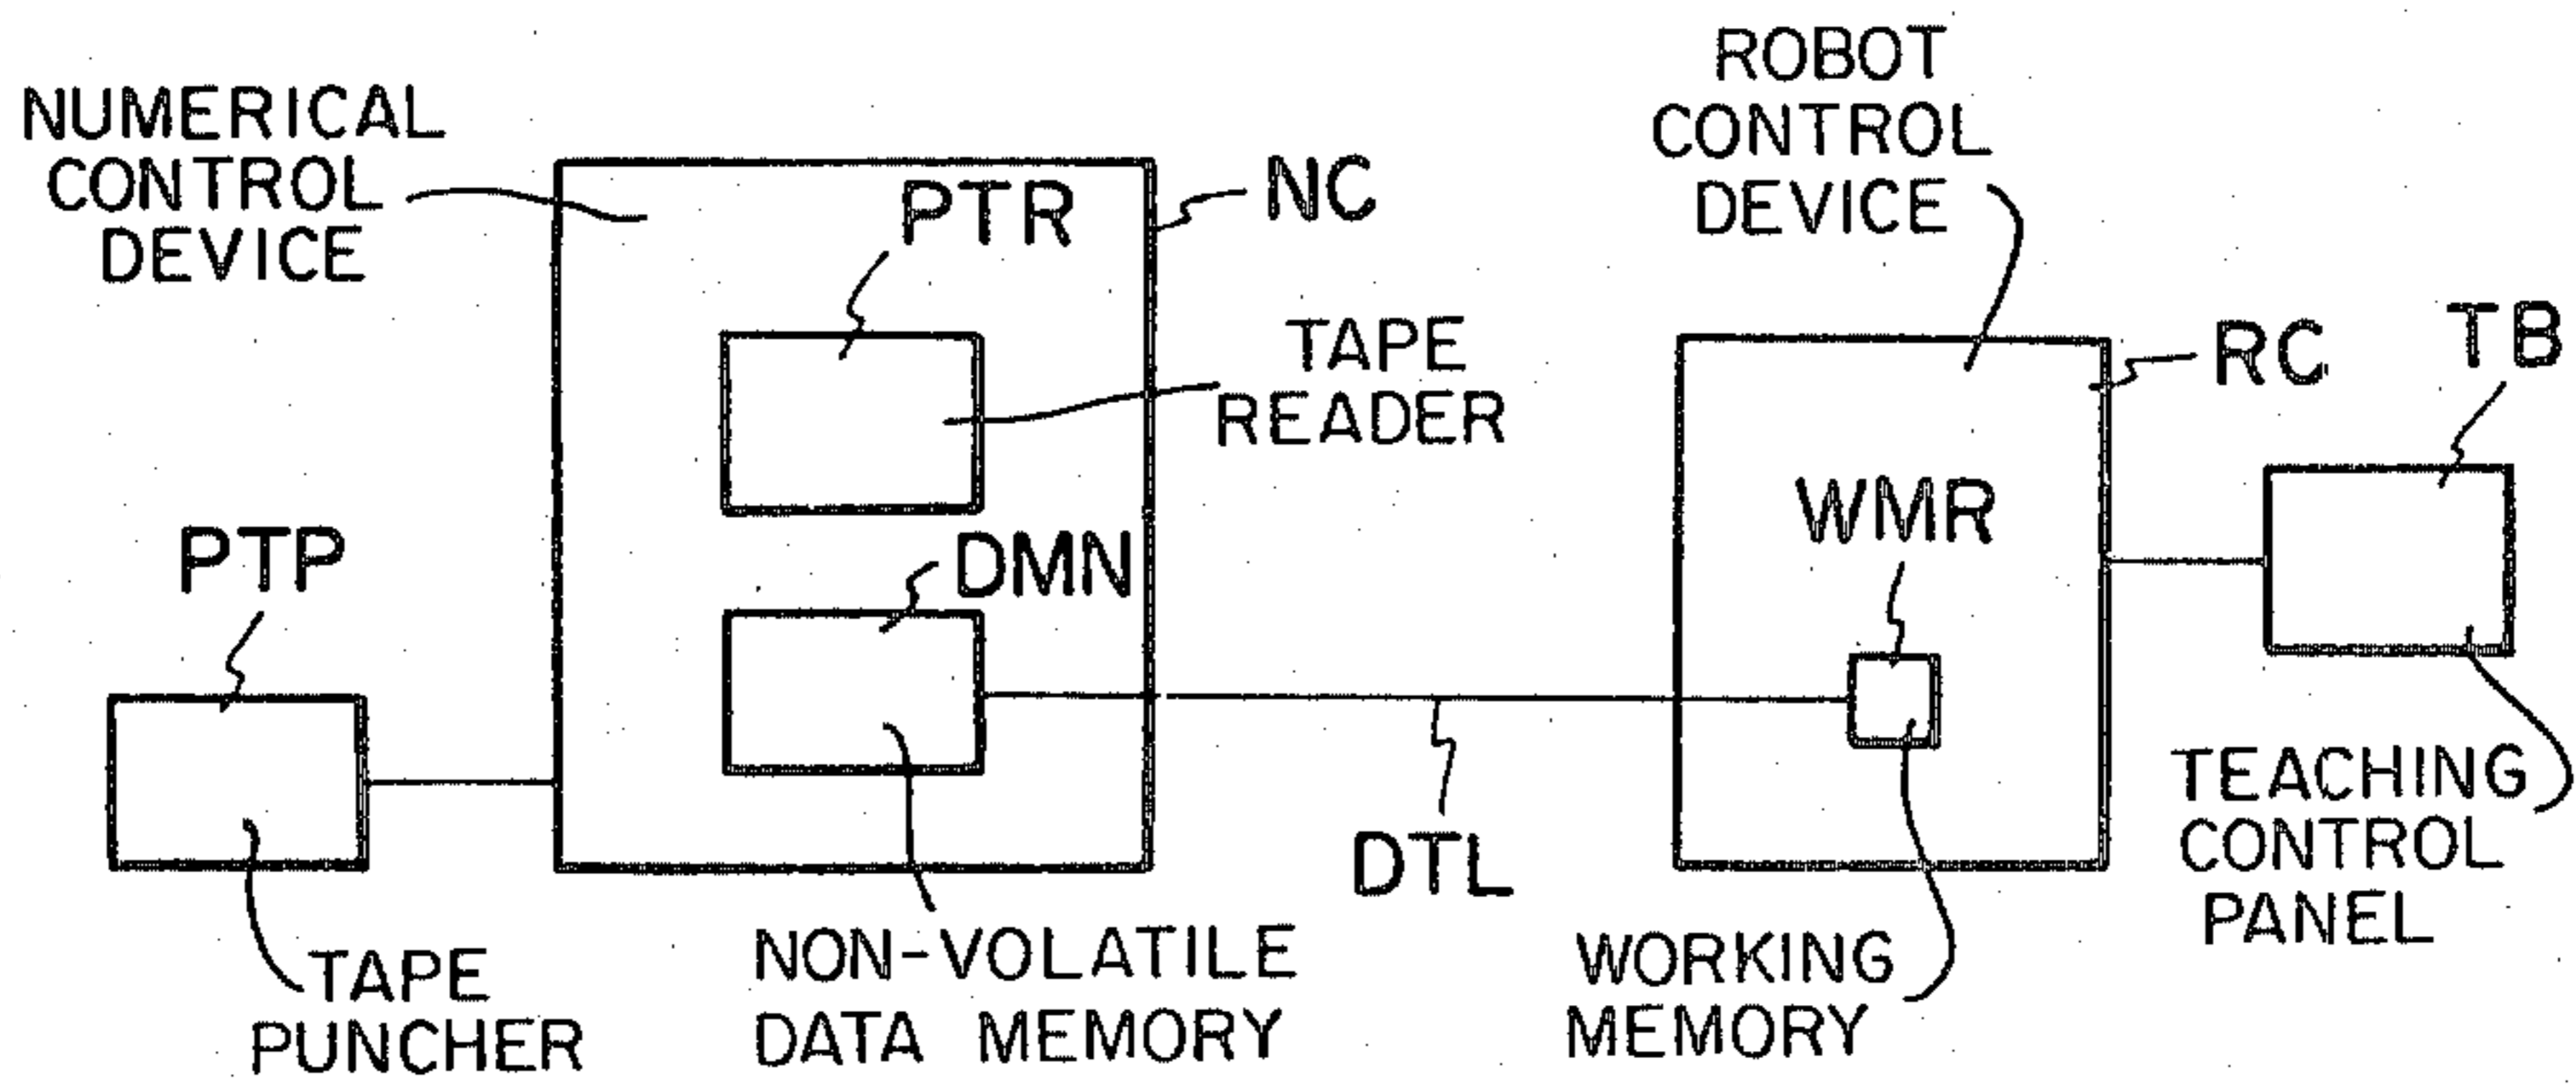 NUMERICAL
CONTROL
DEVICE
PTR
NC
TAPE
READER
DMN
PTP
TAPE
PUNCHER
NON-VOLATILE
DATA MEMORY
DTL
ROBOT
CONTROL
DEVICE
RC
TB
WMR
WORKING
MEMORY
TEACHING
CONTROL
PANEL